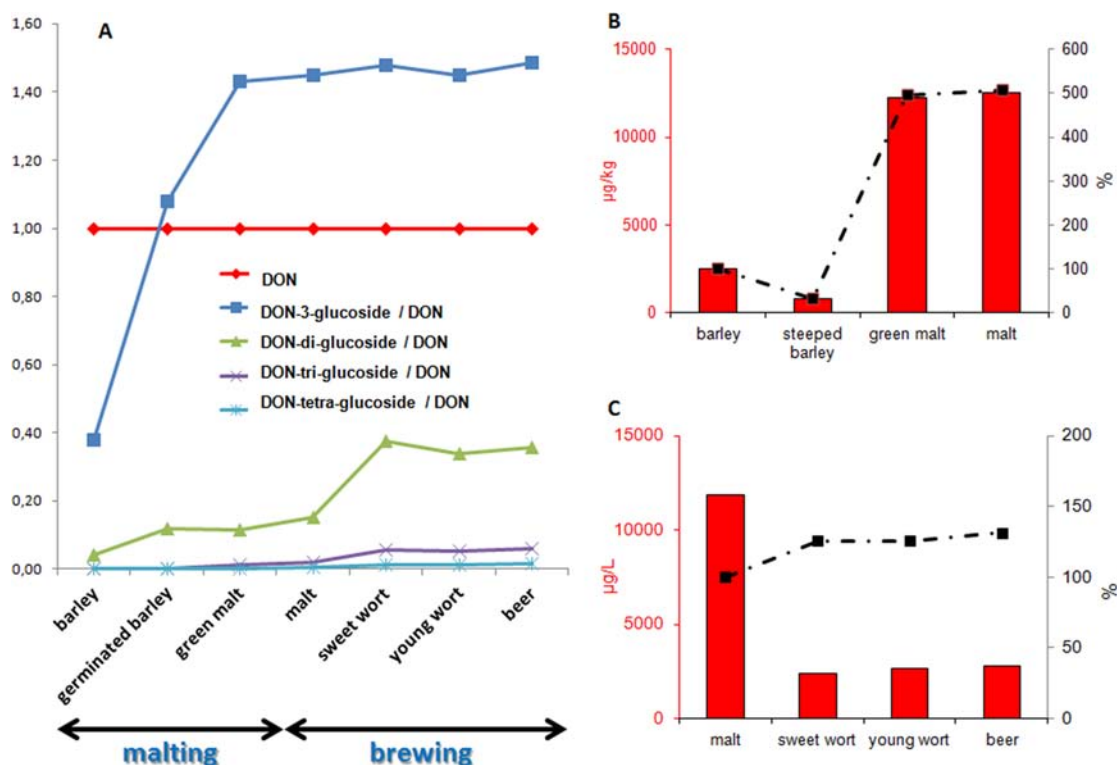 A
1,60
1,40
1,20
1,00
0,80
0,60
0,40
0,20
0,00
DON
DON-3-glucoside / DON
DON-di-glucoside / DON
DON-tri-glucoside / DON
DON-tetra-glucoside / DON
barley
germinated barley
green malt
malt
sweet wort
young wort
beer
malting
brewing
B
15000
10000
5000
0
µg/kg
600
500
400
300
200
100
0
%
barley
steeped
barley
green malt
malt
C
15000
10000
5000
0
µg/L
200
150
100
50
0
%
malt
sweet wort
young wort
beer